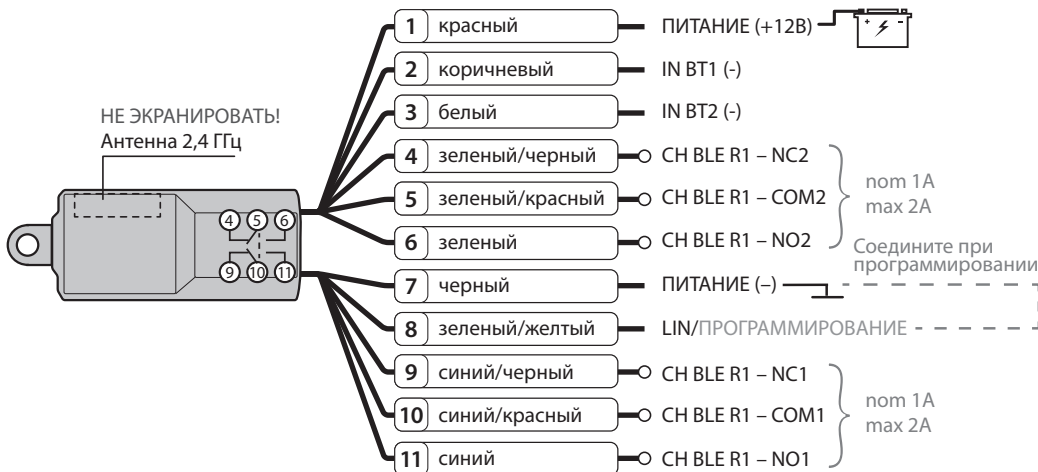 НЕ ЭКРАНИРОВАТЬ!
Антенна 2,4 ГГц
4 5 6
9 10 11
1 красный ПИТАНИЕ (+12В) + -
2 коричневый IN BT1 (-)
3 белый IN BT2 (-)
4 зеленый/черный CH BLE R1 – NC2
5 зеленый/красный CH BLE R1 – COM2
6 зеленый CH BLE R1 – NO2
nom 1A
max 2A
Соедините при
программировании
7 черный ПИТАНИЕ (–)
8 зеленый/желтый LIN/ПРОГРАММИРОВАНИЕ
9 синий/черный CH BLE R1 – NC1
10 синий/красный CH BLE R1 – COM1
11 синий CH BLE R1 – NO1
nom 1A
max 2A